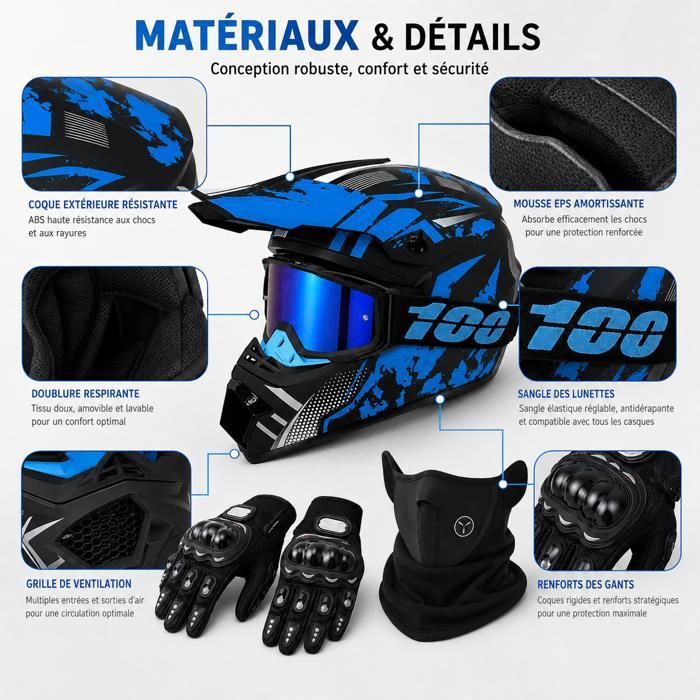 MATÉRIAUX & DÉTAILS
Conception robuste, confort et sécurité
COQUE EXTÉRIEURE RÉSISTANTE
ABS haute résistance aux chocs
et aux rayures
MOUSSE EPS AMORTISSANTE
Absorbe efficacement les chocs
pour une protection renforcée
100
100
DOUBLURE RESPIRANTE
Tissu doux, amovible et lavable
pour un confort optimal
SANGLE DES LUNETTES
Sangle élastique réglable, antidérapante
et compatible avec tous les casques
GRILLE DE VENTILATION
Multiples entrées et sorties d'air
pour une circulation optimale
RENFORTS DES GANTS
Coques rigides et renforts stratégiques
pour une protection maximale